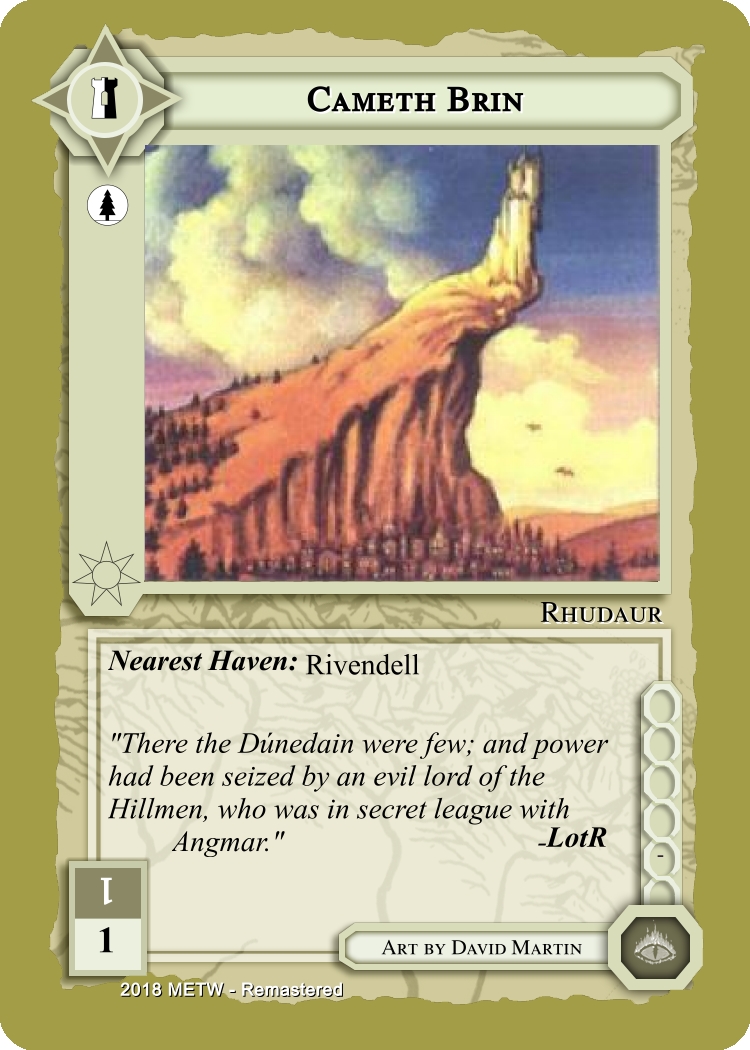 Cameth Brin
Rhudaur
Nearest Haven: Rivendell
"There the Dúnedain were few; and power
had been seized by an evil lord of the
Hillmen, who was in secret league with
Angmar." -LotR
-
1
1
Art by David Martin
2018 METW - Remastered